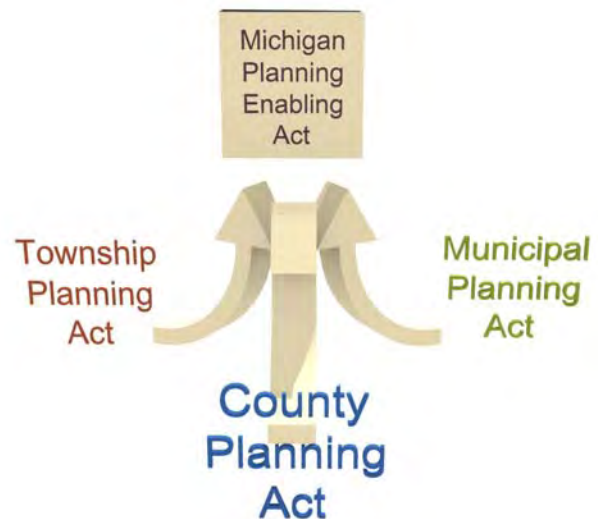 Michigan
Planning
Enabling
Act
Township
Planning
Act
Municipal
Planning
Act
County
Planning
Act